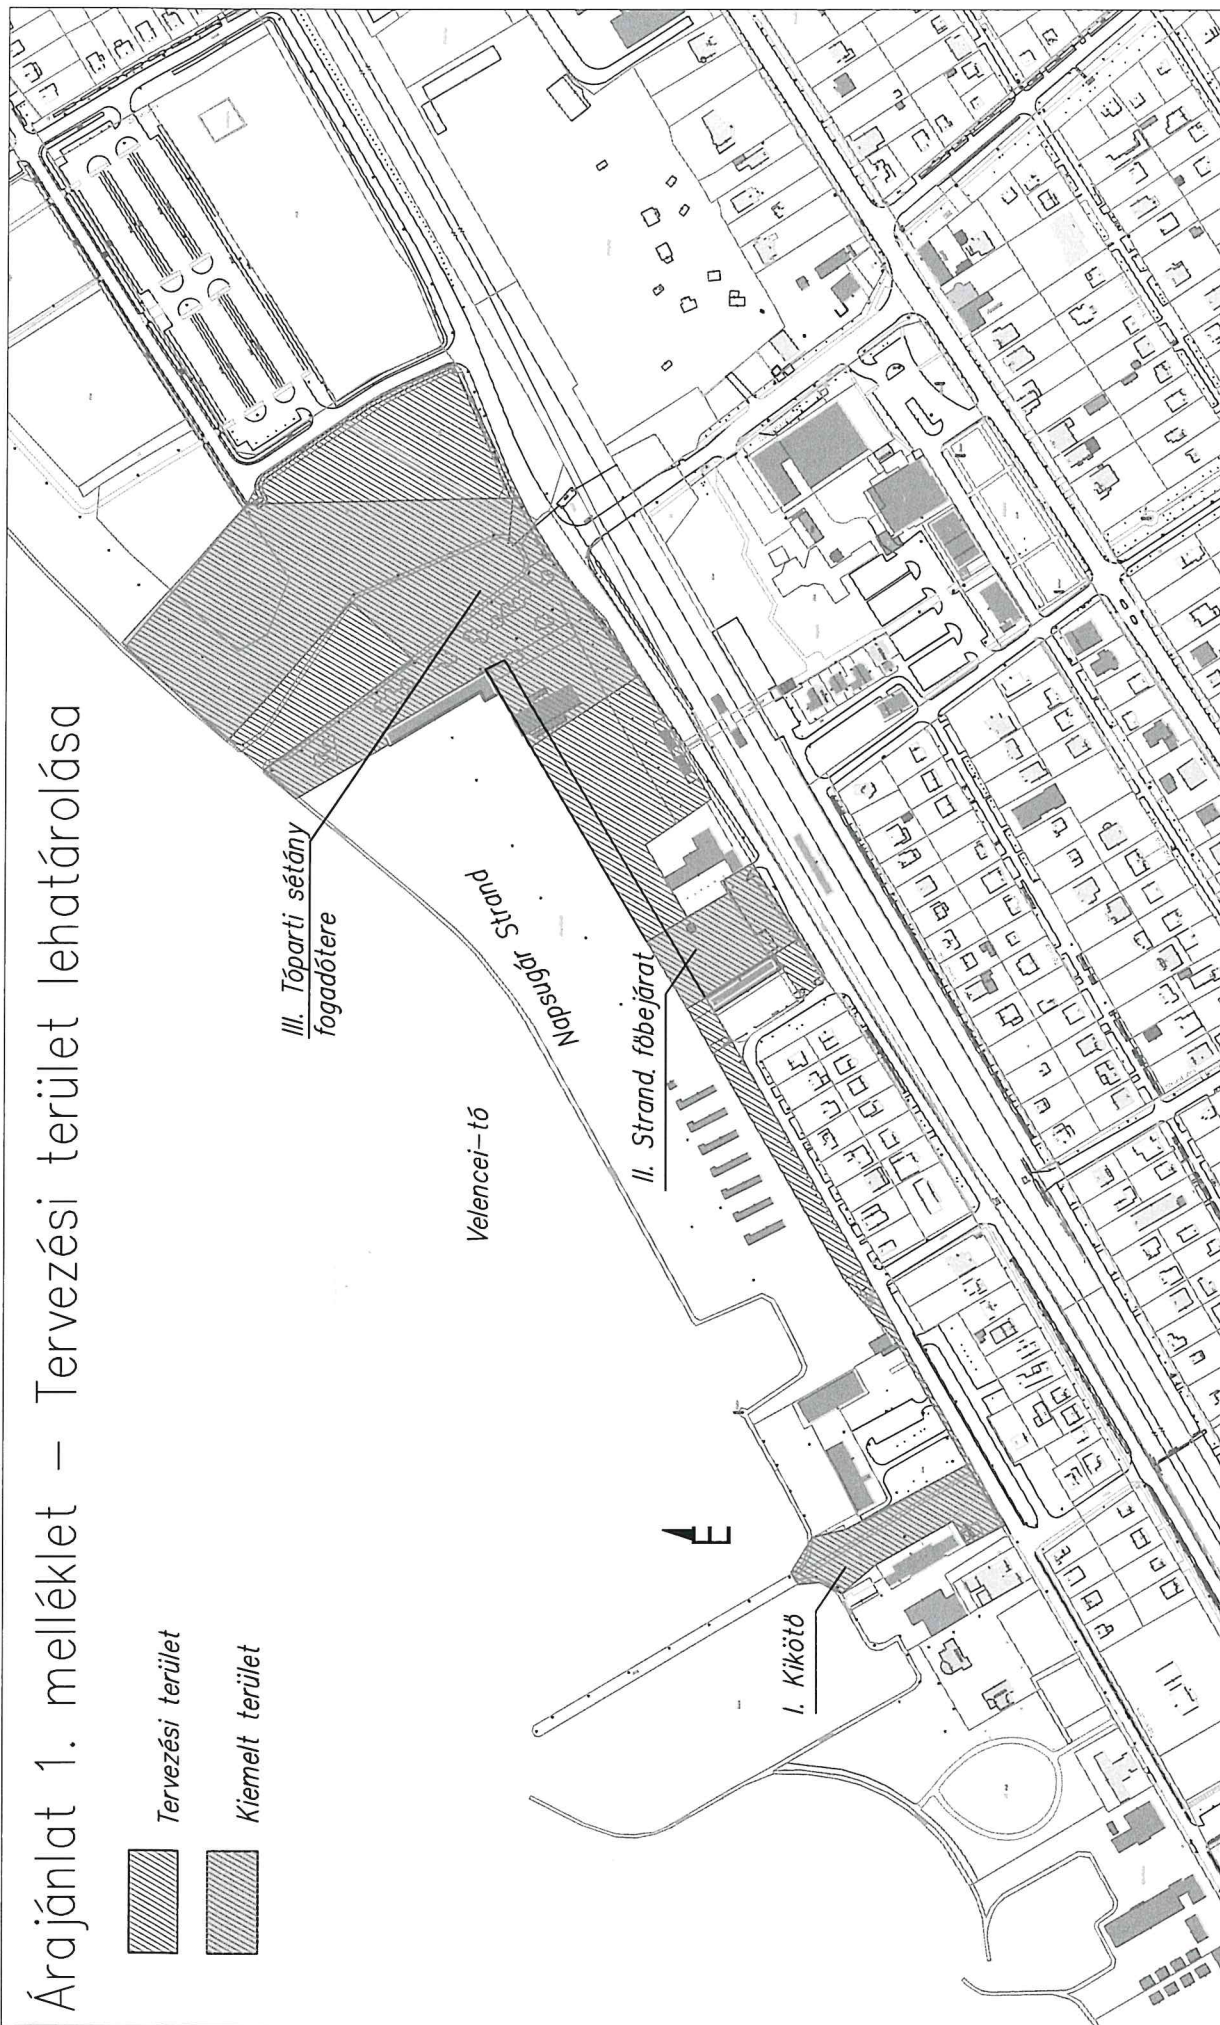 Árajánlat 1. melléklet – Tervezési terület lehatárolása
Tervezési terület
Kiemelt terület
III. Tóparti sétány
fogadótere
Napsugár Strand
Velencei-tó
II. Strand. főbejárat
É
I. Kikötő